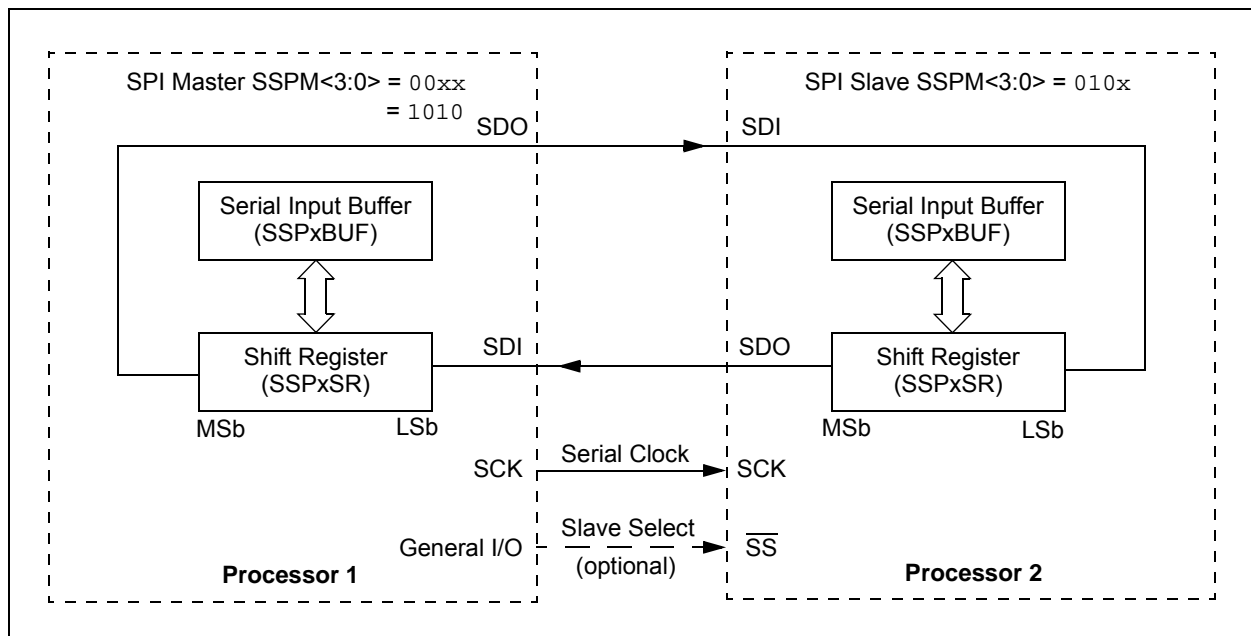 SPI Master SSPM<3:0> = 00xx
= 1010
SDO
Serial Input Buffer
(SSPxBUF)
Shift Register
(SSPxSR)
MSb
LSb
SDI
SCK
General I/O
Processor 1
Serial Clock
Slave Select
(optional)
SPI Slave SSPM<3:0> = 010x
SDI
Serial Input Buffer
(SSPxBUF)
SDO
Shift Register
(SSPxSR)
MSb
LSb
SCK
S̅S̅
Processor 2